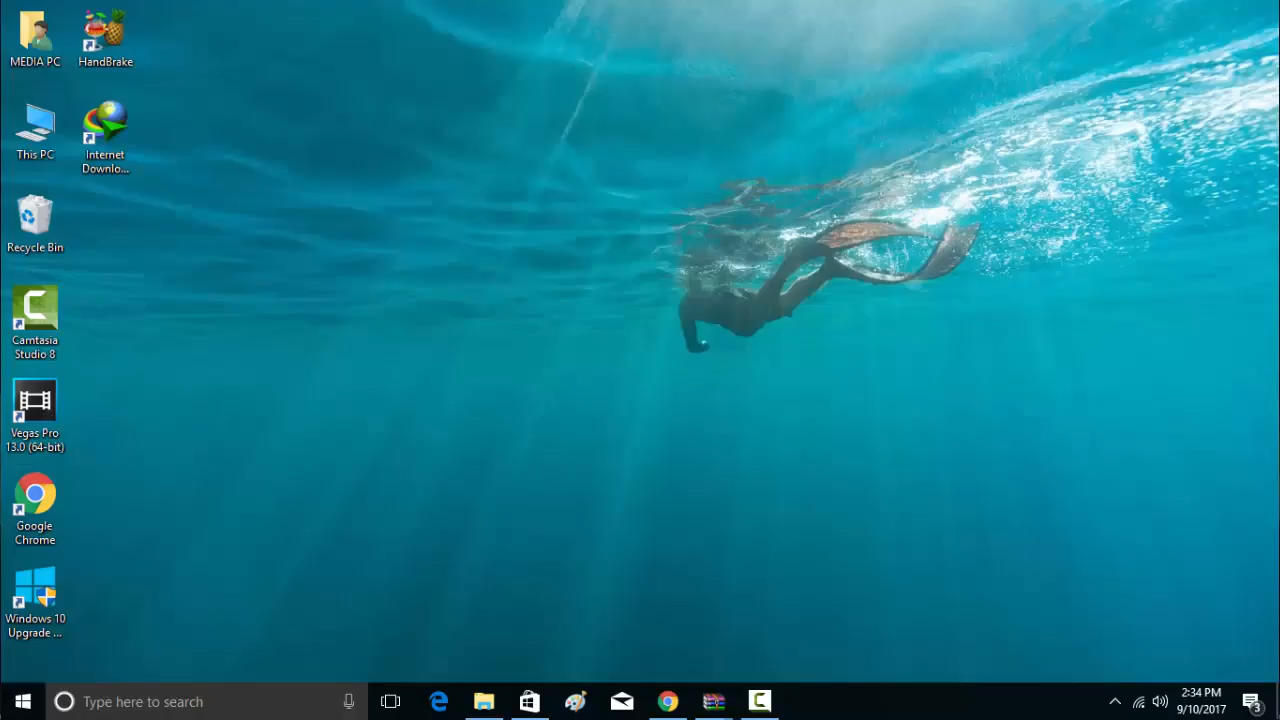 MEDIA PC
HandBrake
This PC
Internet
Downlo...
Recycle Bin
Camtasia
Studio 8
Vegas Pro
13.0 (64-bit)
Google
Chrome
Windows 10
Upgrade ...
Type here to search
2:34 PM
9/10/2017
3